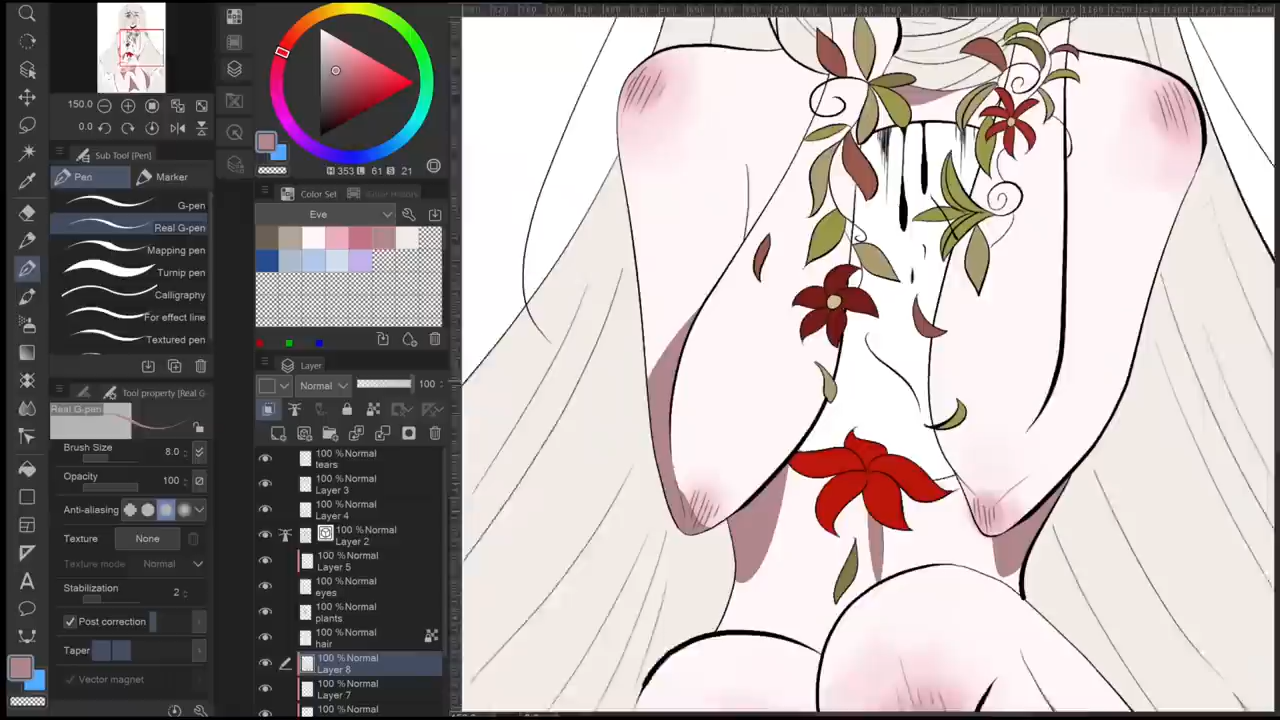 150.0
0.0
Sub Tool [Pen]
Pen
Marker
G-pen
Real G-pen
Mapping pen
Turnip pen
Calligraphy
For effect line
Textured pen
Tool property [Real G
Real G-pen
Brush Size
8.0
Opacity
100
Anti-aliasing
Texture
None
Texture mode
Normal
Stabilization
2
Post correction
Taper
Vector magnet
H 353 L 61 S 21
Color Set
Eve
Layer
Normal
100
100 %Normal
tears
100 %Normal
Layer 3
100 %Normal
Layer 4
100 %Normal
Layer 2
100 %Normal
Layer 5
100 %Normal
eyes
100 %Normal
plants
100 %Normal
hair
100 %Normal
Layer 8
100 %Normal
Layer 7
100 %Normal